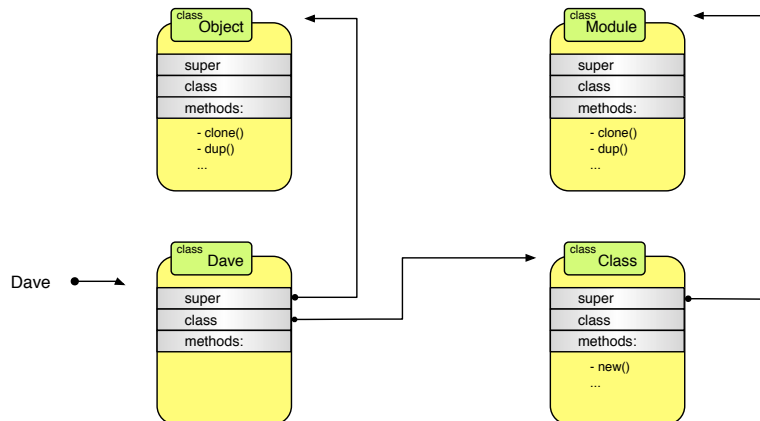 class
Object
super
class
methods:
- clone()
- dup()
...
class
Module
super
class
methods:
- clone()
- dup()
...
Dave
class
Dave
super
class
methods:
class
Class
super
class
methods:
- new()
...